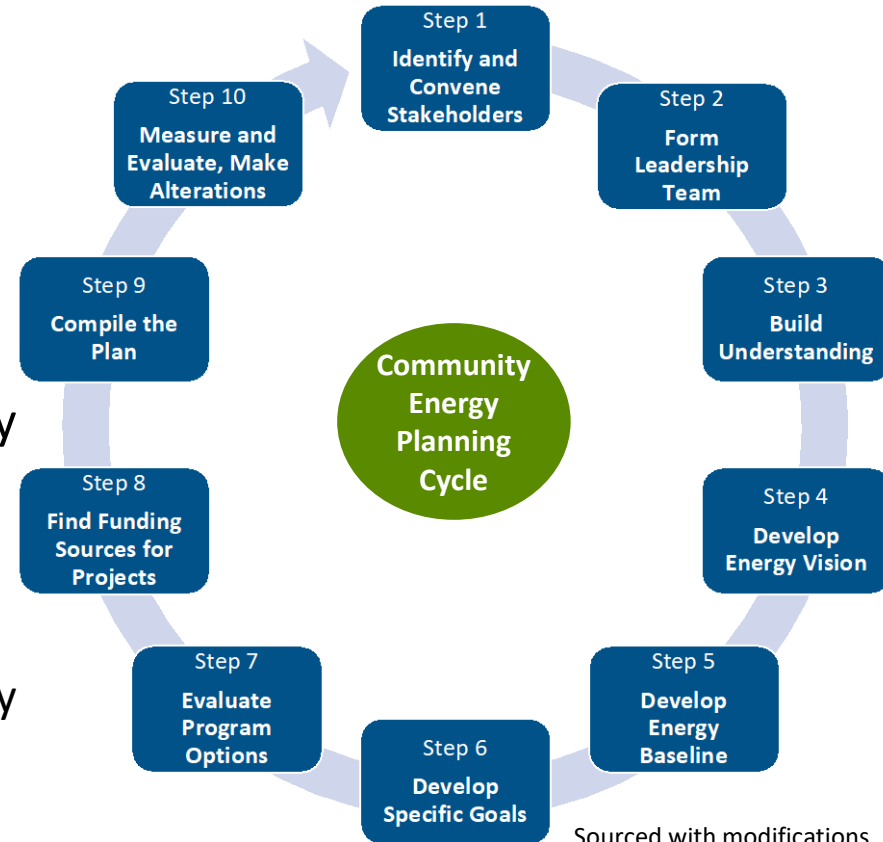 Step 1
Identify and
Convene
Stakeholders
Step 2
Form
Leadership
Team
Step 3
Build
Understanding
Step 4
Develop
Energy Vision
Step 5
Develop
Energy
Baseline
Step 6
Develop
Specific Goals
Step 7
Evaluate
Program
Options
Step 8
Find Funding
Sources for
Projects
Step 9
Compile the
Plan
Step 10
Measure and
Evaluate, Make
Alterations
Community
Energy
Planning
Cycle
y
y
Sourced with modifications